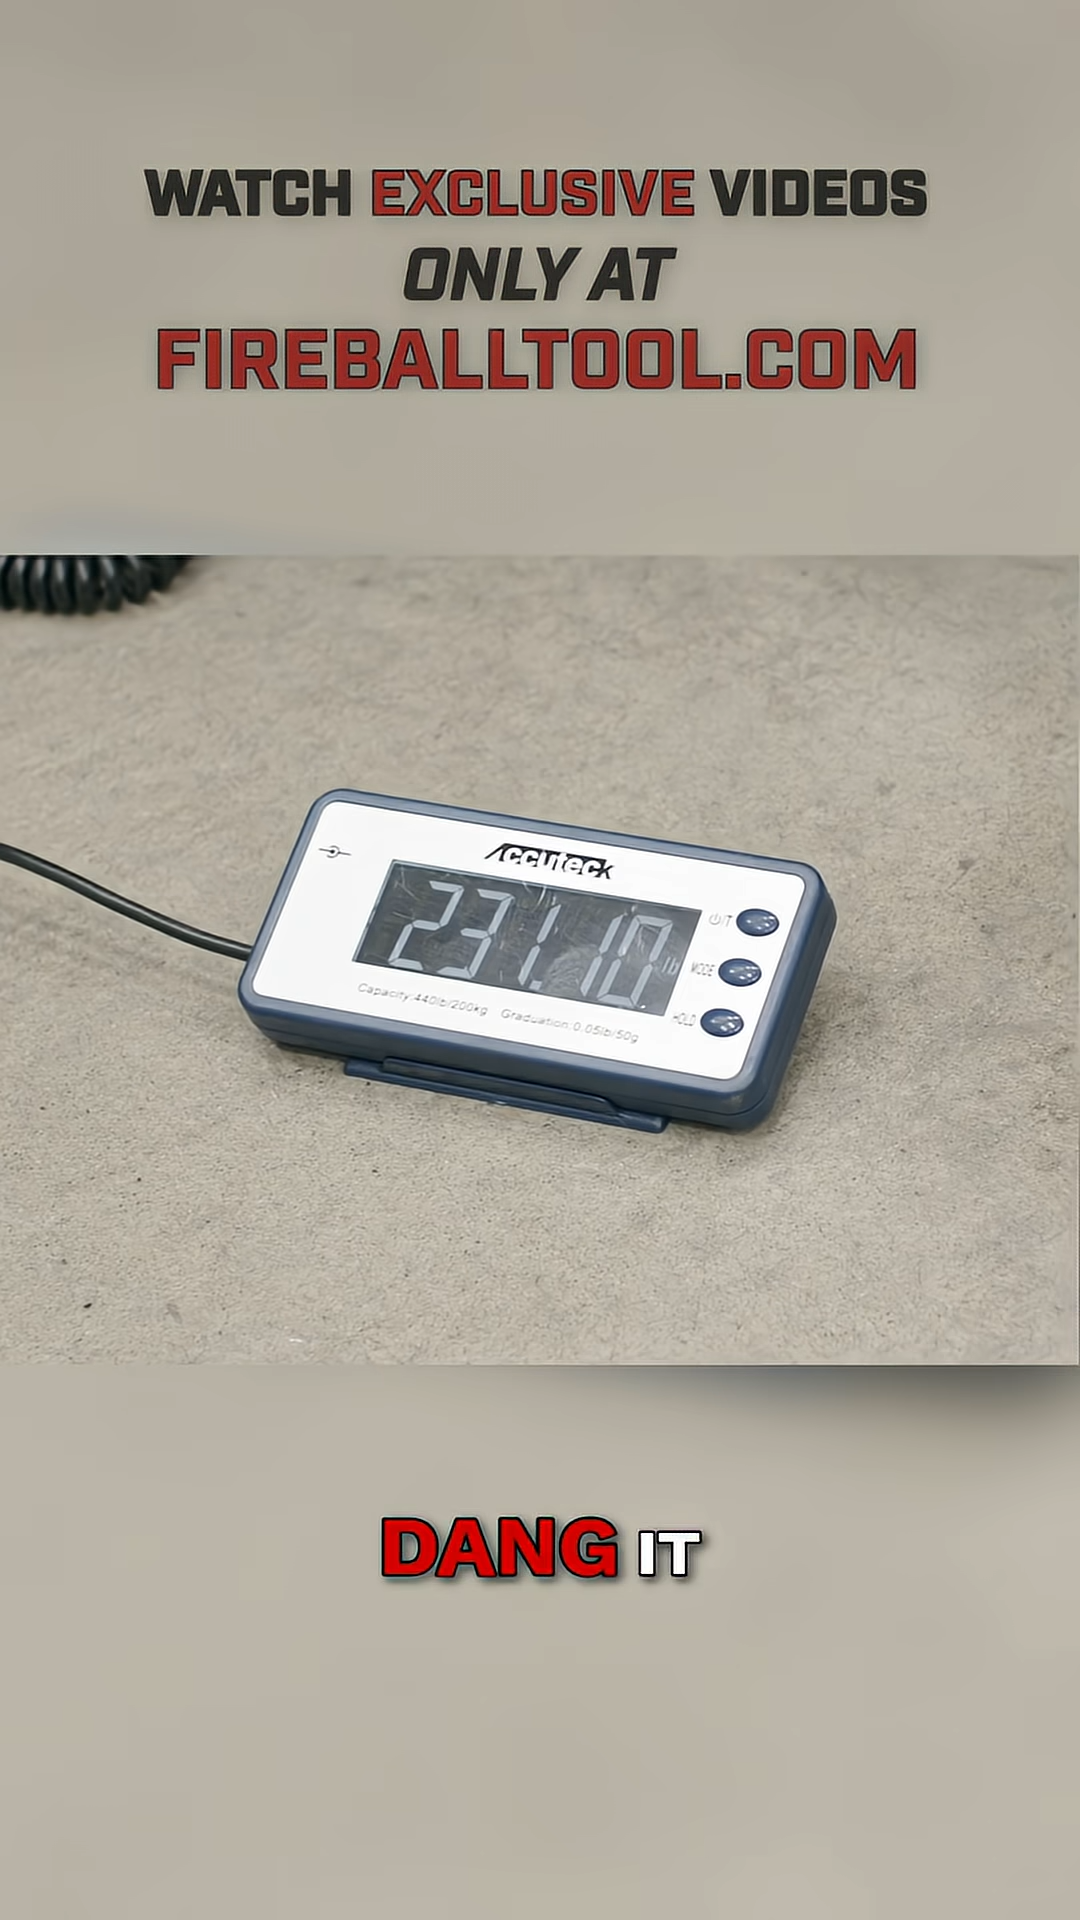 WATCH EXCLUSIVE VIDEOS
ONLY AT
FIREBALLTOOL.COM
Accuteck
231.10 lb
⏻/T
MODE
HOLD
Capacity:440lb/200kg Graduation:0.05lb/50g
DANG IT